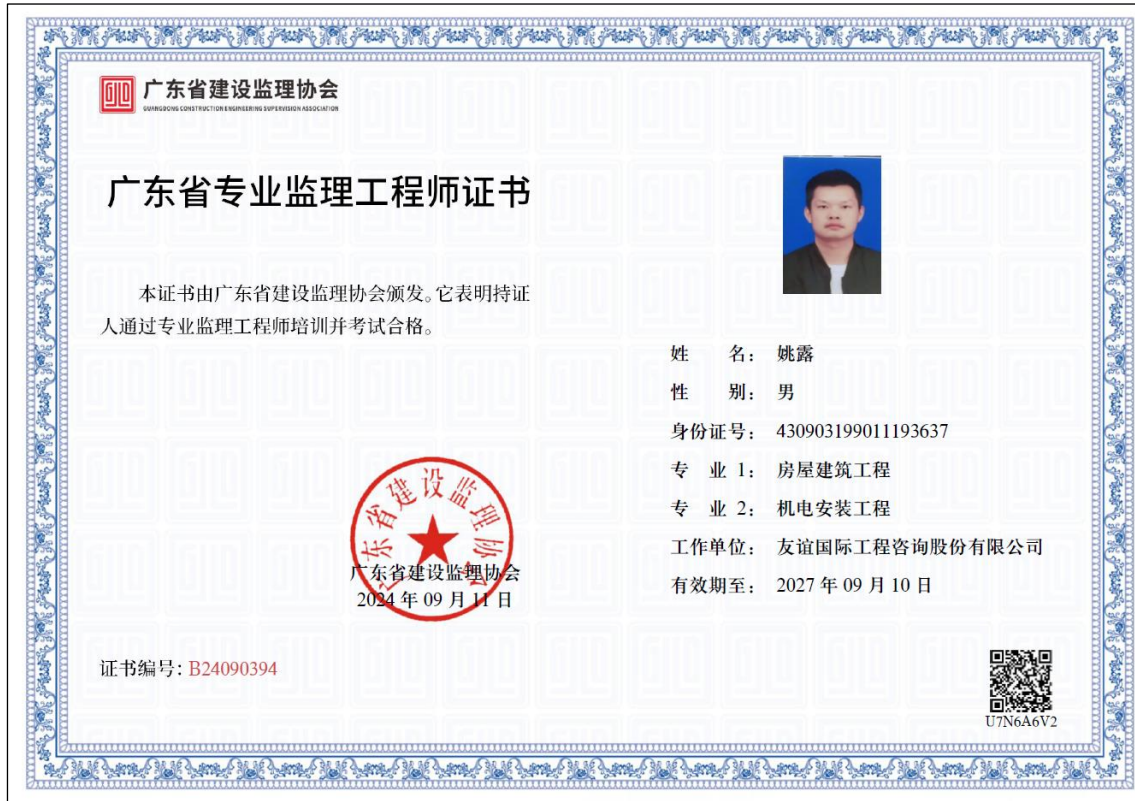 广东省建设监理协会
GUANGDONG CONSTRUCTION ENGINEERING SUPERVISION ASSOCIATION
广东省专业监理工程师证书
本证书由广东省建设监理协会颁发。它表明持证
人通过专业监理工程师培训并考试合格。
姓 名： 姚露
性 别： 男
身份证号： 430903199011193637
专 业 1： 房屋建筑工程
专 业 2： 机电安装工程
工作单位： 友谊国际工程咨询股份有限公司
有效期至： 2027 年 09 月 10 日
广东省建设监理协会
广东省建设监理协会
2024 年 09 月 11 日
证书编号: B24090394
U7N6A6V2